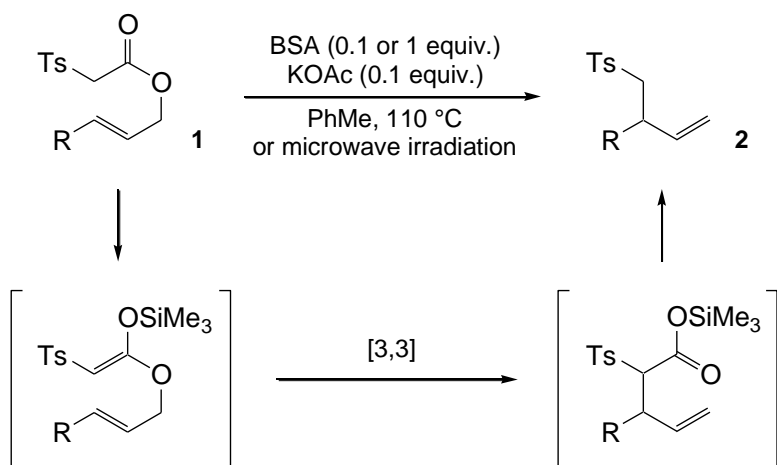 O
Ts
O
R
1
BSA (0.1 or 1 equiv.)
KOAc (0.1 equiv.)
PhMe, 110 °C
or microwave irradiation
Ts
R
2
OSiMe3
Ts
O
R
[3,3]
OSiMe3
Ts
O
R